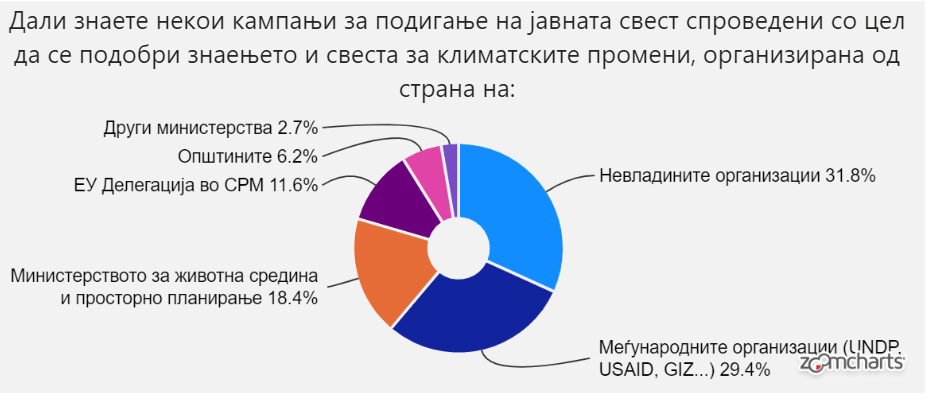 Дали знаете некои кампањи за подигање на јавната свест спроведени со цел
да се подобри знаењето и свеста за климатските промени, организирана од
страна на:
Други министерства 2.7%
Општините 6.2%
ЕУ Делегација во СРМ 11.6%
Министерството за животна средина
и просторно планирање 18.4%
Невладините организации 31.8%
Меѓународните организации (UNDP,
USAID, GIZ...) 29.4%
zoomcharts